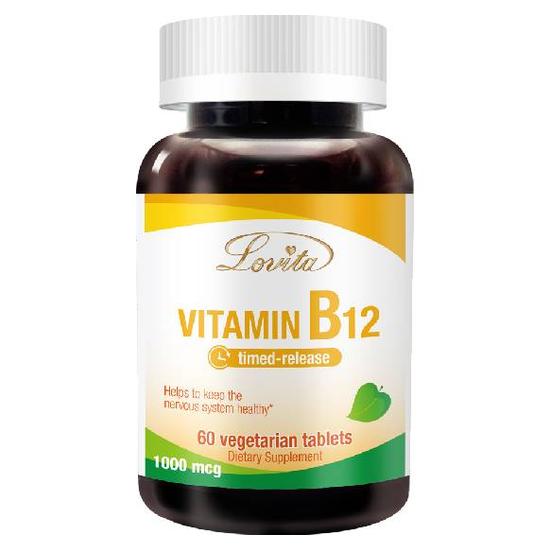 Lovita
VITAMIN B12
timed-release
Helps to keep the
nervous system healthy*
60 vegetarian tablets
Dietary Supplement
1000 mcg